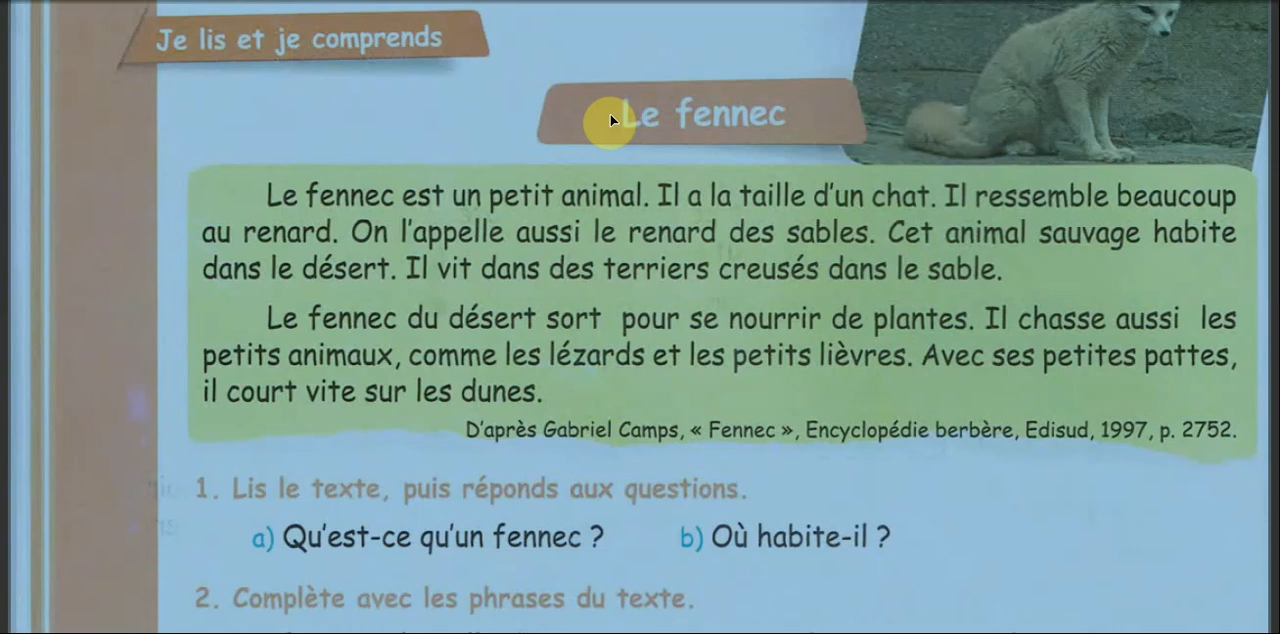 Je lis et je comprends
Le fennec
Le fennec est un petit animal. Il a la taille d'un chat. Il ressemble beaucoup
au renard. On l'appelle aussi le renard des sables. Cet animal sauvage habite
dans le désert. Il vit dans des terriers creusés dans le sable.
Le fennec du désert sort pour se nourrir de plantes. Il chasse aussi les
petits animaux, comme les lézards et les petits lièvres. Avec ses petites pattes,
il court vite sur les dunes.
D'après Gabriel Camps, « Fennec », Encyclopédie berbère, Edisud, 1997, p. 2752.
1. Lis le texte, puis réponds aux questions.
a) Qu'est-ce qu'un fennec ? b) Où habite-il ?
2. Complète avec les phrases du texte.